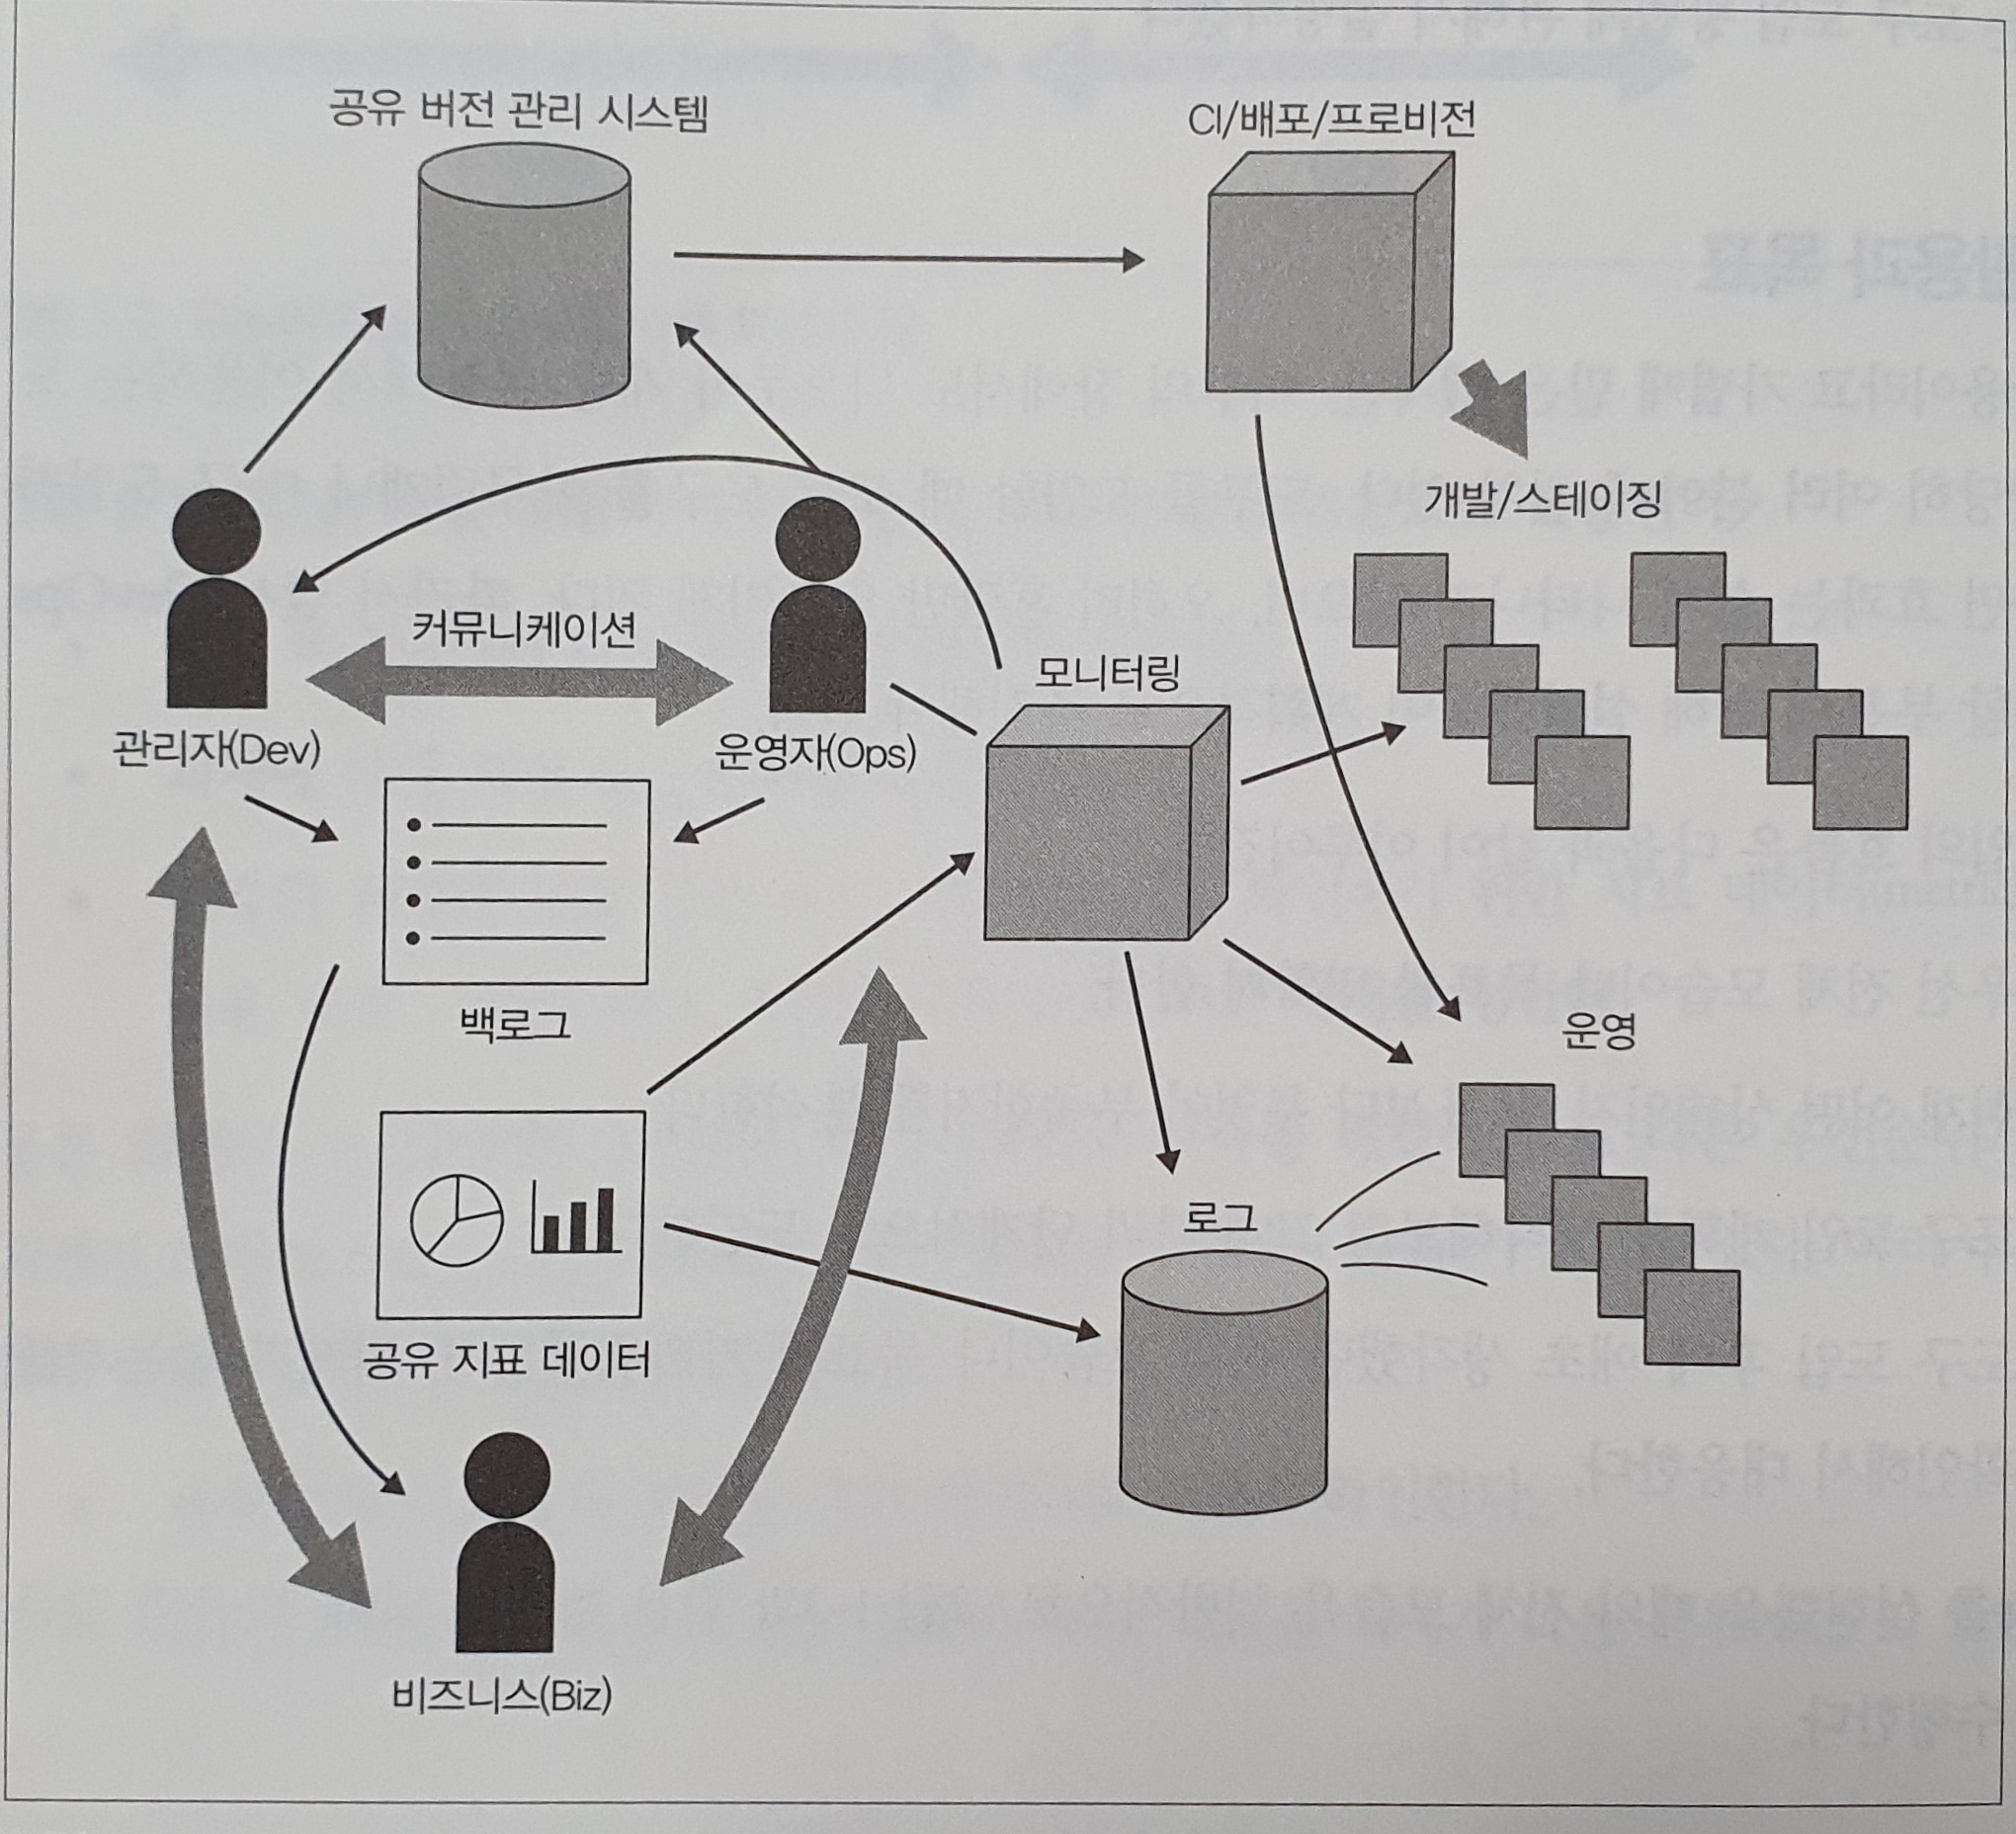 공유 버전 관리 시스템
CI/배포/프로비전
개발/스테이징
커뮤니케이션
모니터링
관리자(Dev)
운영자(Ops)
백로그
운영
로그
공유 지표 데이터
비즈니스(Biz)